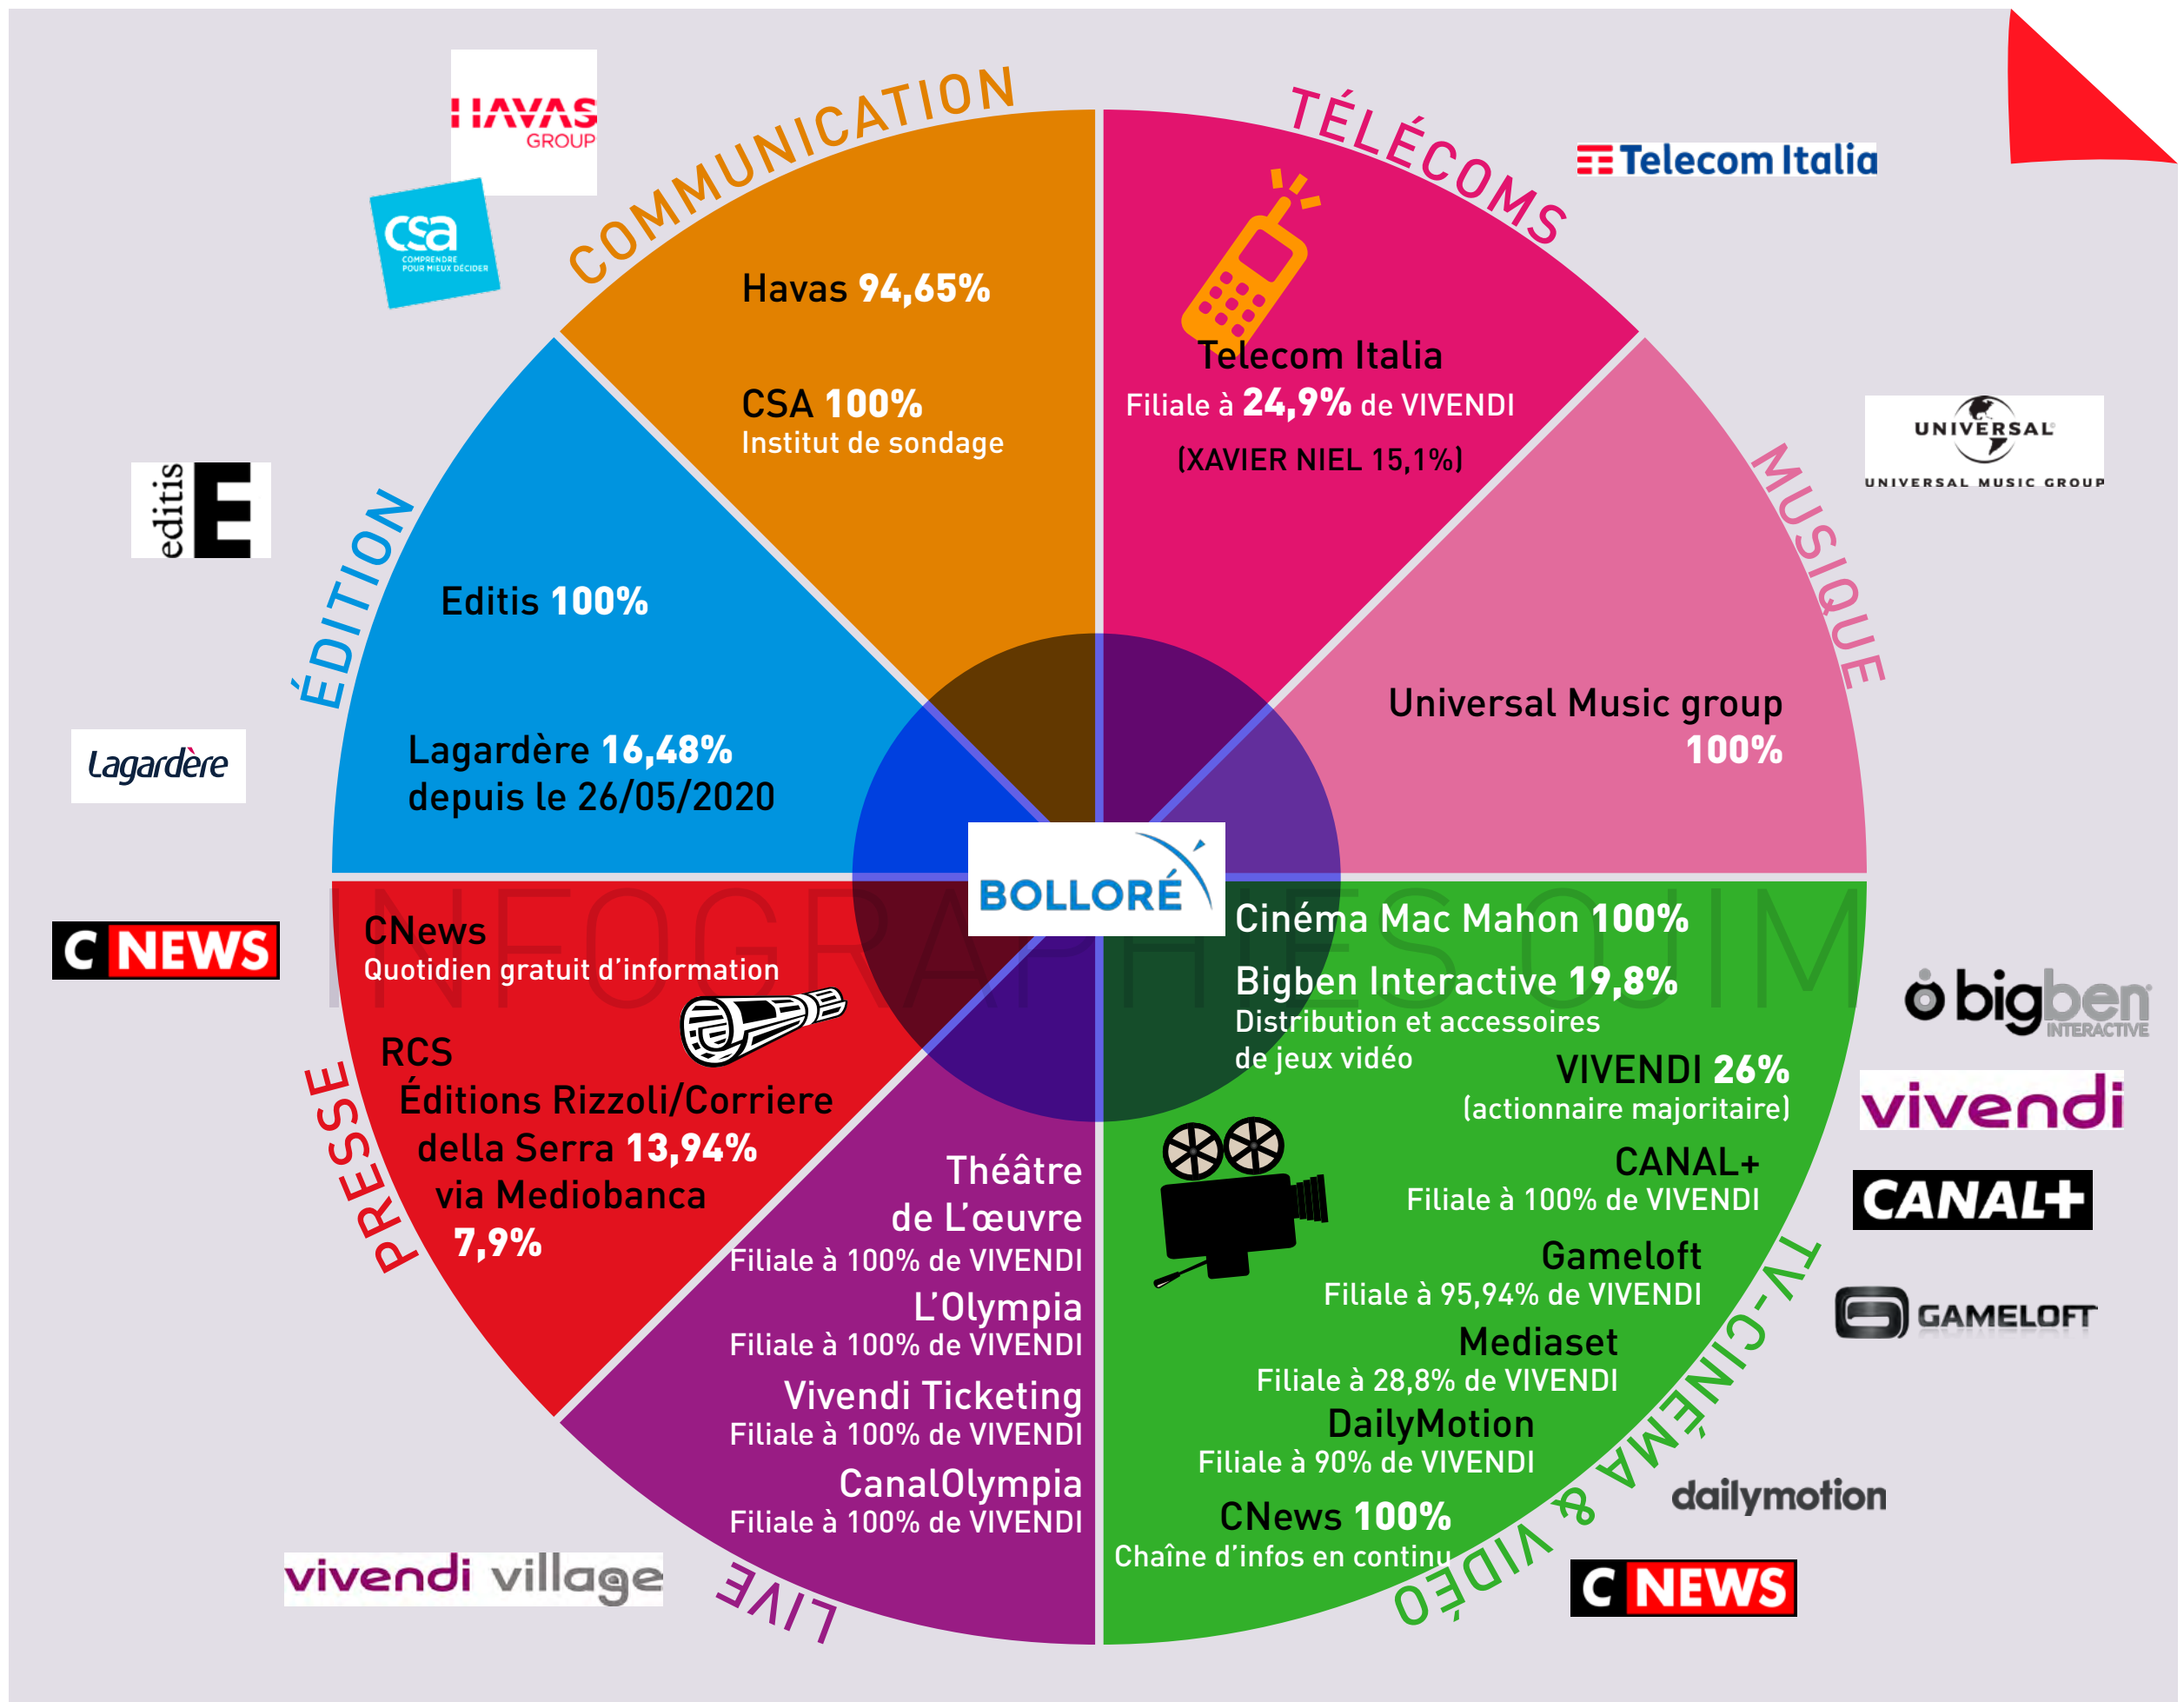 HAVAS
GROUP
csa
COMPRENDRE
POUR MIEUX DÉCIDER
COMMUNICATION
Havas 94,65%
CSA 100%
Institut de sondage
TÉLÉCOMS
Telecom Italia
Telecom Italia
Filiale à 24,9% de VIVENDI
(XAVIER NIEL 15,1%)
UNIVERSAL
UNIVERSAL MUSIC GROUP
MUSIQUE
Universal Music group
100%
editis
E
ÉDITION
Editis 100%
Lagardère 16,48%
depuis le 26/05/2020
Lagardère
BOLLORÉ
INFOGRAPHIES OJIM
C NEWS
PRESSE
CNews
Quotidien gratuit d'information
RCS
Éditions Rizzoli/Corriere
della Serra 13,94%
via Mediobanca
7,9%
Théâtre
de L'œuvre
Filiale à 100% de VIVENDI
L'Olympia
Filiale à 100% de VIVENDI
Vivendi Ticketing
Filiale à 100% de VIVENDI
CanalOlympia
Filiale à 100% de VIVENDI
LIVE
vivendi village
Cinéma Mac Mahon 100%
Bigben Interactive 19,8%
Distribution et accessoires
de jeux vidéo
VIVENDI 26%
(actionnaire majoritaire)
CANAL+
Filiale à 100% de VIVENDI
Gameloft
Filiale à 95,94% de VIVENDI
Mediaset
Filiale à 28,8% de VIVENDI
DailyMotion
Filiale à 90% de VIVENDI
CNews 100%
Chaîne d'infos en continu
TV-CINÉMA & VIDÉO
bigben
INTERACTIVE
vivendi
CANAL+
GAMELOFT
dailymotion
C NEWS